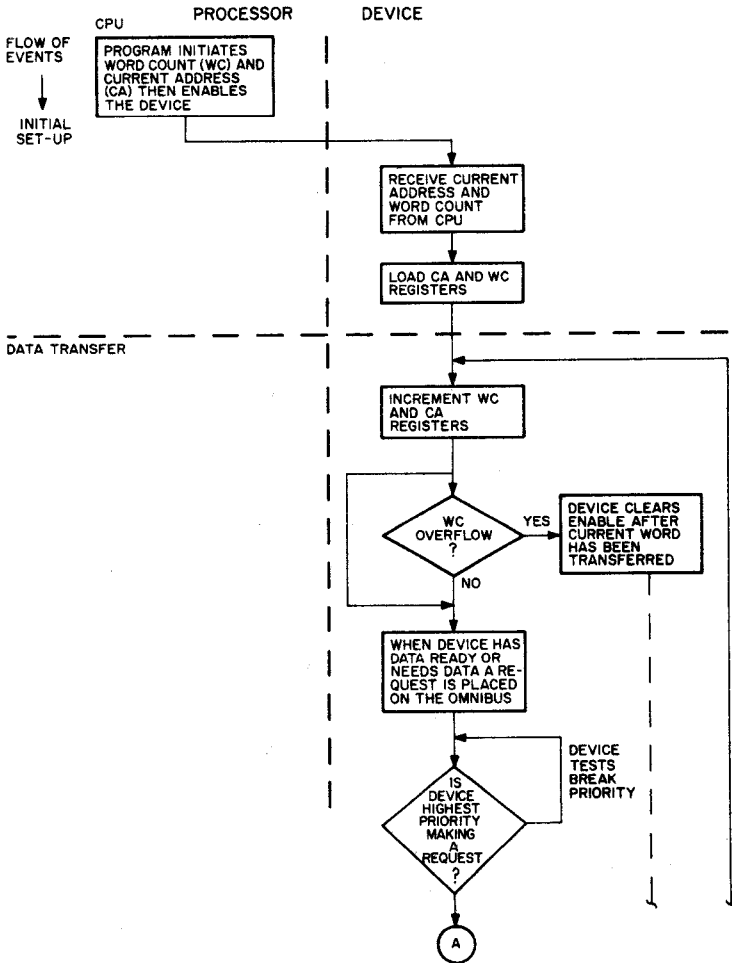 PROCESSOR
DEVICE
CPU
FLOW OF
EVENTS
INITIAL
SET-UP
PROGRAM INITIATES
WORD COUNT (WC) AND
CURRENT ADDRESS
(CA) THEN ENABLES
THE DEVICE
RECEIVE CURRENT
ADDRESS AND
WORD COUNT
FROM CPU
LOAD CA AND WC
REGISTERS
DATA TRANSFER
INCREMENT WC
AND CA
REGISTERS
WC
OVERFLOW
?
YES
DEVICE CLEARS
ENABLE AFTER
CURRENT WORD
HAS BEEN
TRANSFERRED
NO
WHEN DEVICE HAS
DATA READY OR
NEEDS DATA A RE-
QUEST IS PLACED
ON THE OMNIBUS
DEVICE
TESTS
BREAK
PRIORITY
IS
DEVICE
HIGHEST
PRIORITY
MAKING
A
REQUEST
?
A